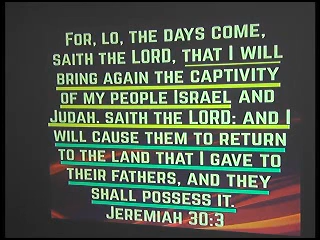 For, lo, the days come,
saith the LORD, that I will
bring again the captivity
of my people Israel and
Judah, saith the LORD: and I
will cause them to return
to the land that I gave to
their fathers, and they
shall possess it.
Jeremiah 30:3